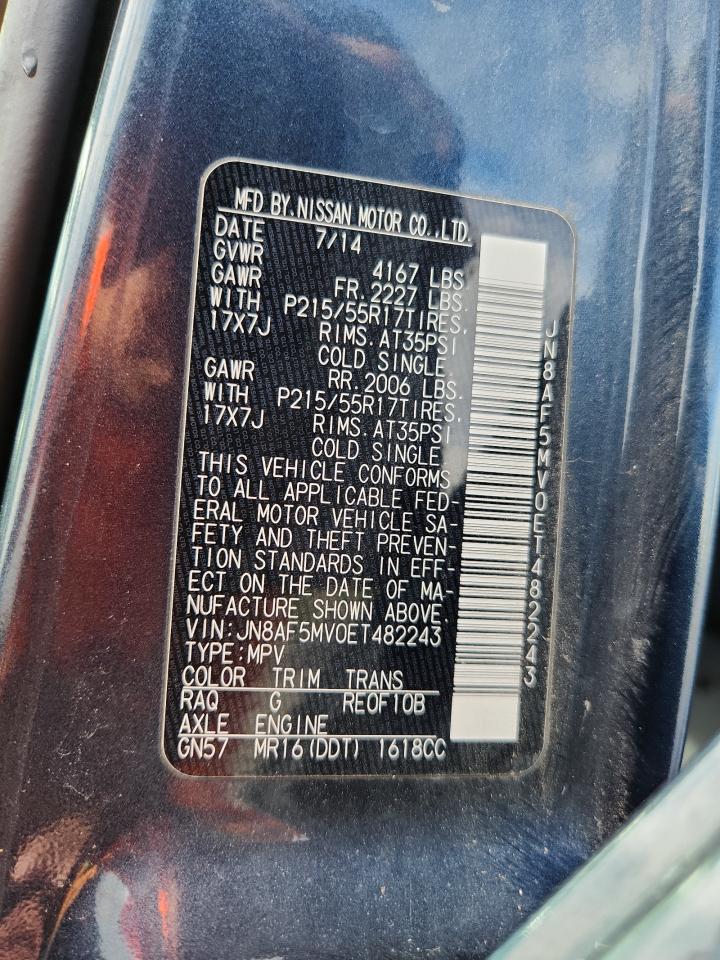 MFD BY.NISSAN MOTOR CO.,LTD.
DATE 7/14
GVWR 4167 LBS.
GAWR FR.2227 LBS.
WITH P215/55R17TIRES,
17X7J RIMS.AT35PSI
COLD SINGLE.
GAWR RR.2006 LBS.
WITH P215/55R17TIRES,
17X7J RIMS.AT35PSI
COLD SINGLE.
THIS VEHICLE CONFORMS
TO ALL APPLICABLE FED-
ERAL MOTOR VEHICLE SA-
FETY AND THEFT PREVEN-
TION STANDARDS IN EFF-
ECT ON THE DATE OF MA-
NUFACTURE SHOWN ABOVE.
VIN:JN8AF5MV0ET482243
TYPE:MPV
COLOR TRIM TRANS
RAQ G RE0F10B
AXLE ENGINE
GN57 MR16(DDT) 1618CC
JN8AF5MV0ET482243